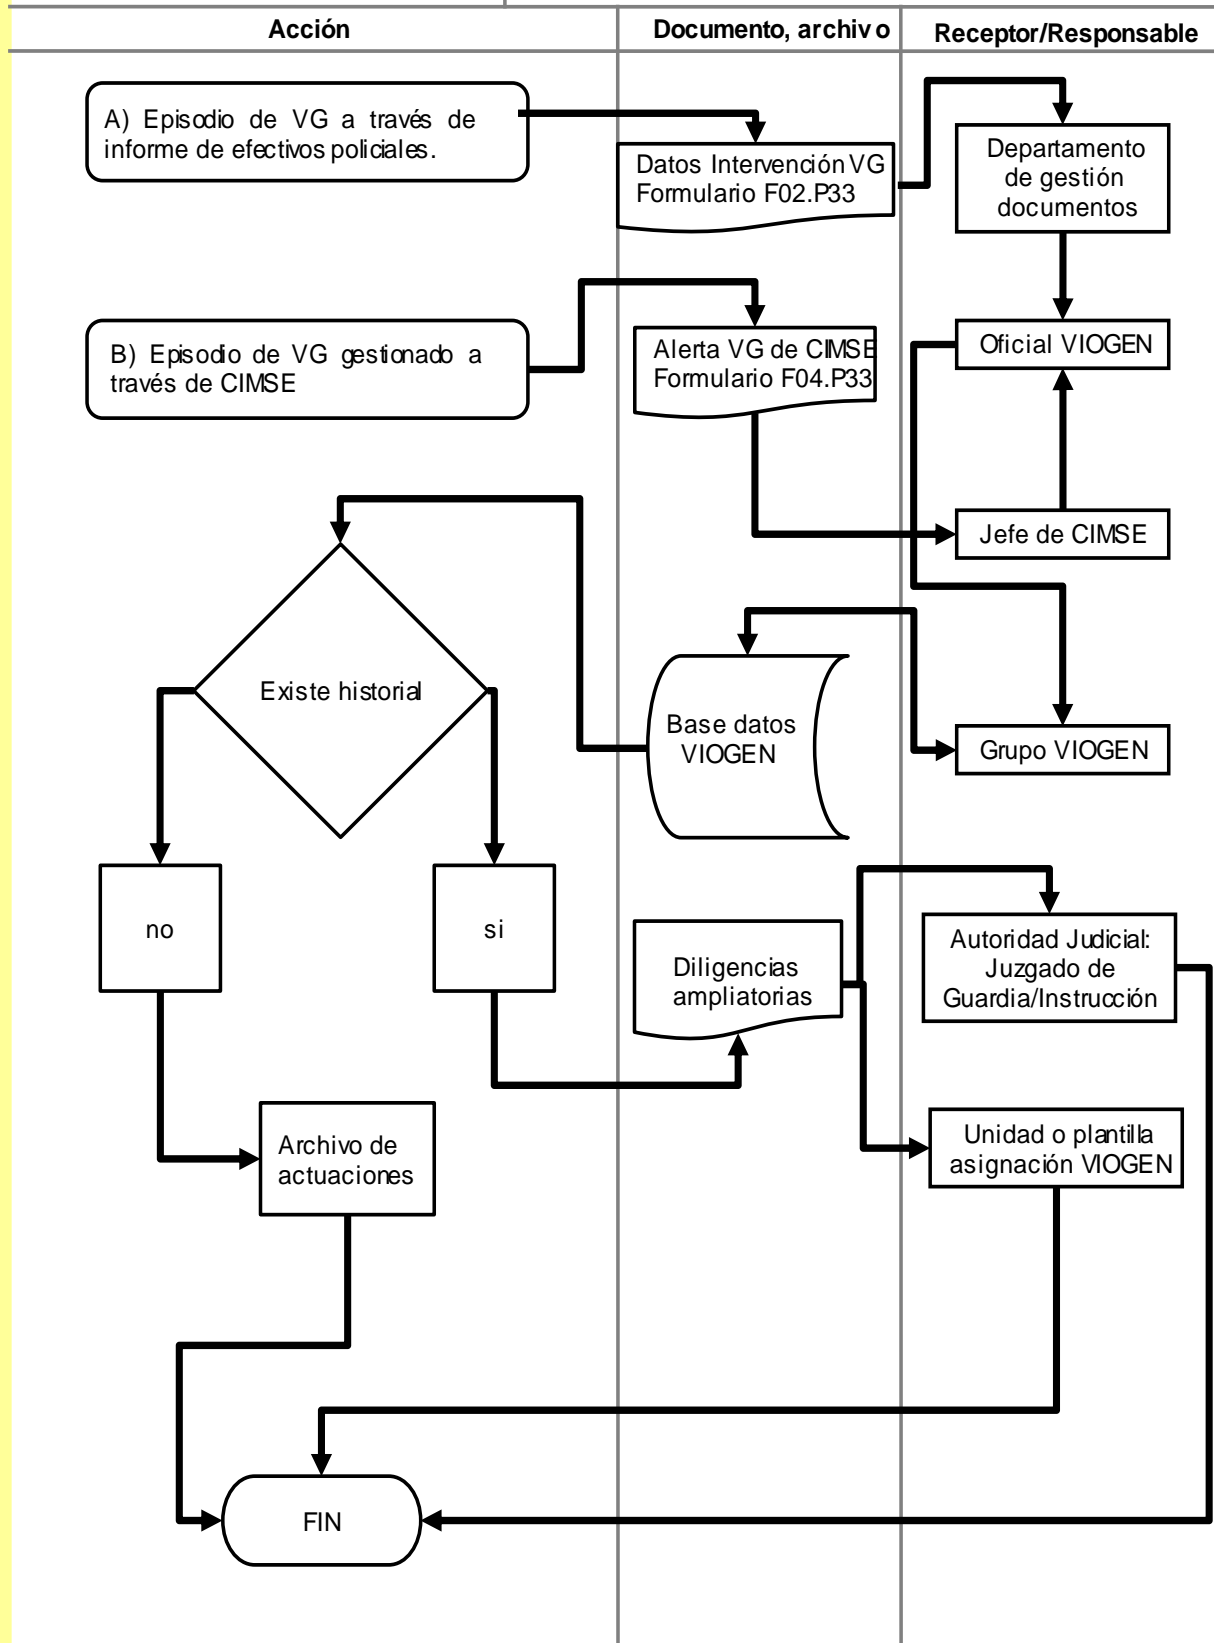 Acción
Documento, archivo
Receptor/Responsable
A) Episodio de VG a través de
informe de efectivos policiales.
Datos Intervención VG
Formulario F02.P33
Departamento
de gestión
documentos
B) Episodio de VG gestionado a
través de CIMSE
Alerta VG de CIMSE
Formulario F04.P33
Oficial VIOGEN
Jefe de CIMSE
Existe historial
Base datos
VIOGEN
Grupo VIOGEN
no
si
Diligencias
ampliatorias
Autoridad Judicial:
Juzgado de
Guardia/Instrucción
Archivo de
actuaciones
Unidad o plantilla
asignación VIOGEN
FIN